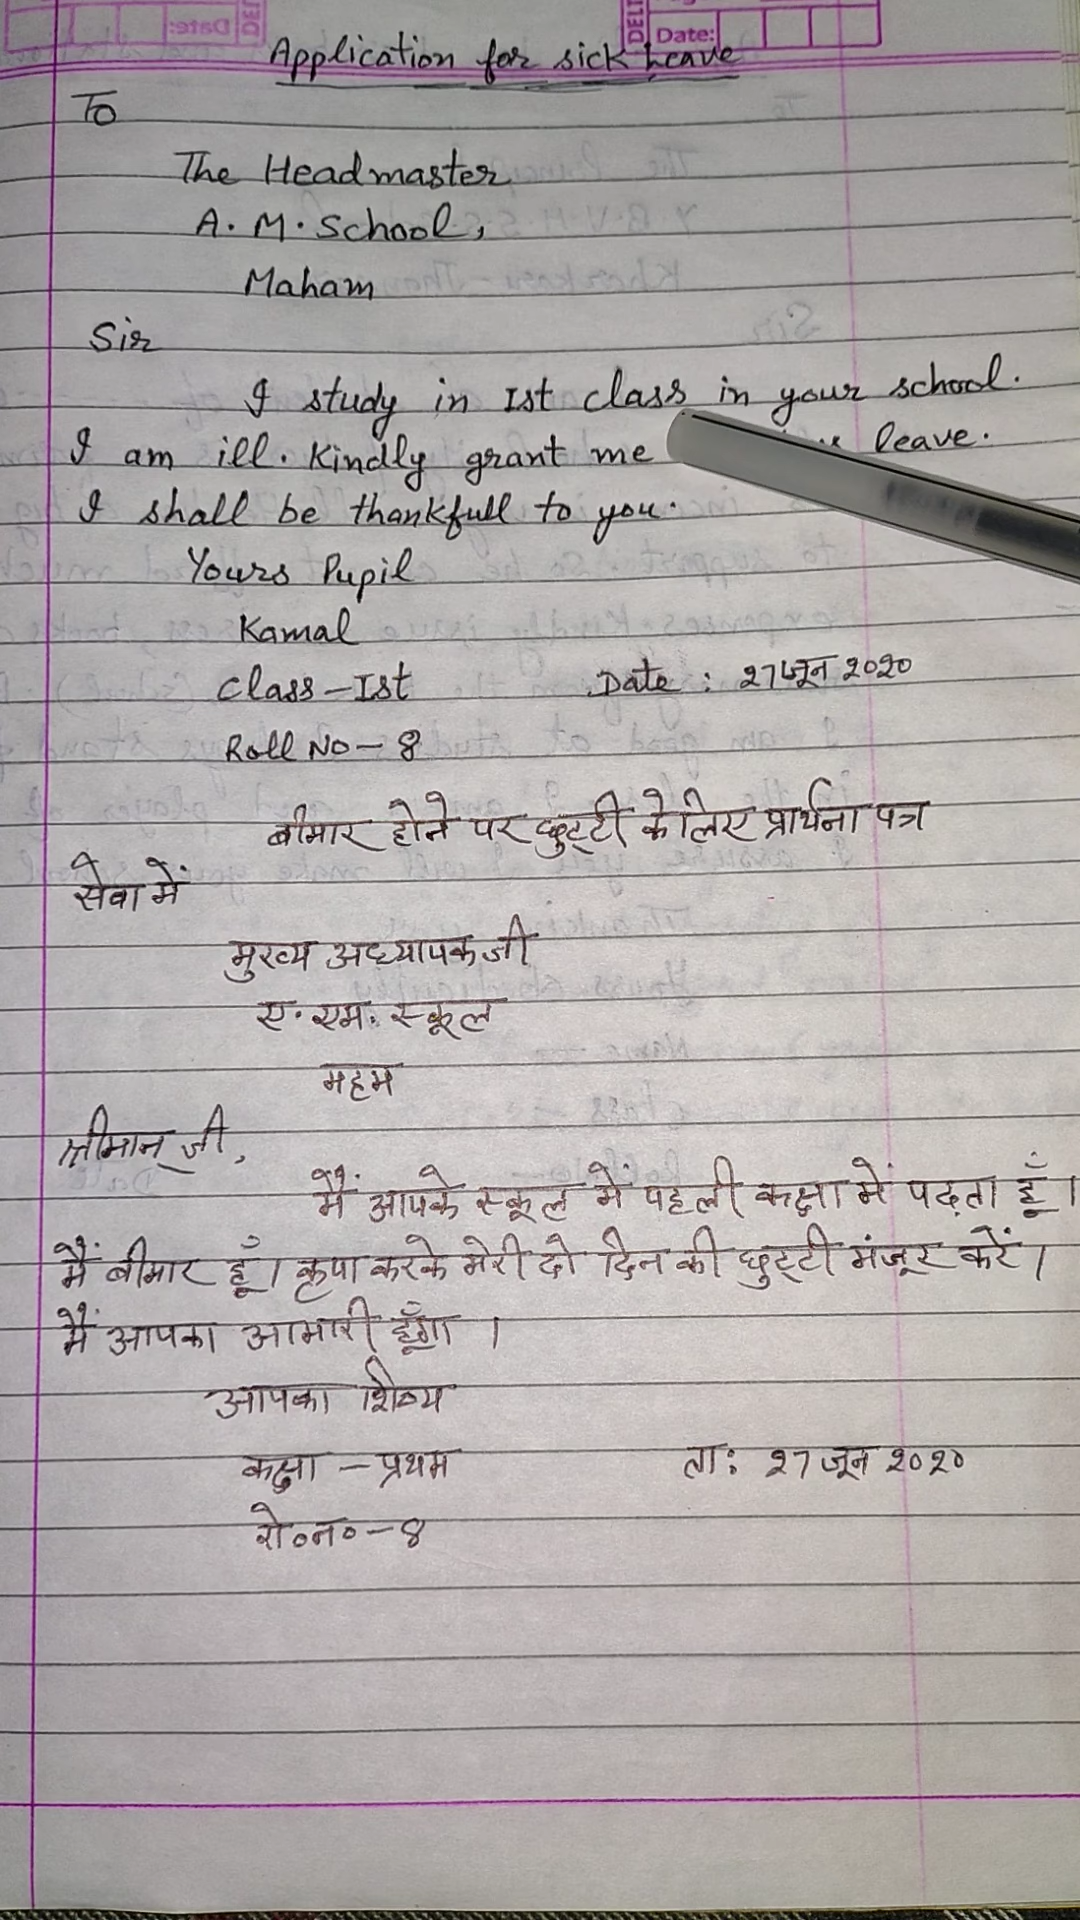 Date:
Application for sick Leave
To
The Headmaster
A. M. School,
Maham
Sir
I study in Ist class in your school.
I am ill. Kindly grant me leave.
I shall be thankfull to you.
Yours Pupil
Kamal
Class - Ist Date : 27 जून 2020
Roll No - 8
बीमार होने पर छुट्टी के लिए प्रार्थना पत्र
सेवा में
मुख्य अध्यापक जी
ए. एम. स्कूल
महम
श्रीमान् जी,
मैं आपके स्कूल में पहली कक्षा में पढ़ता हूँ।
मैं बीमार हूँ। कृपा करके मेरी दो दिन की छुट्टी मंजूर करें।
मैं आपका आभारी हूँगा ।
आपका शिष्य
कक्षा - प्रथम ता: 27 जून 2020
रो०न० - 8